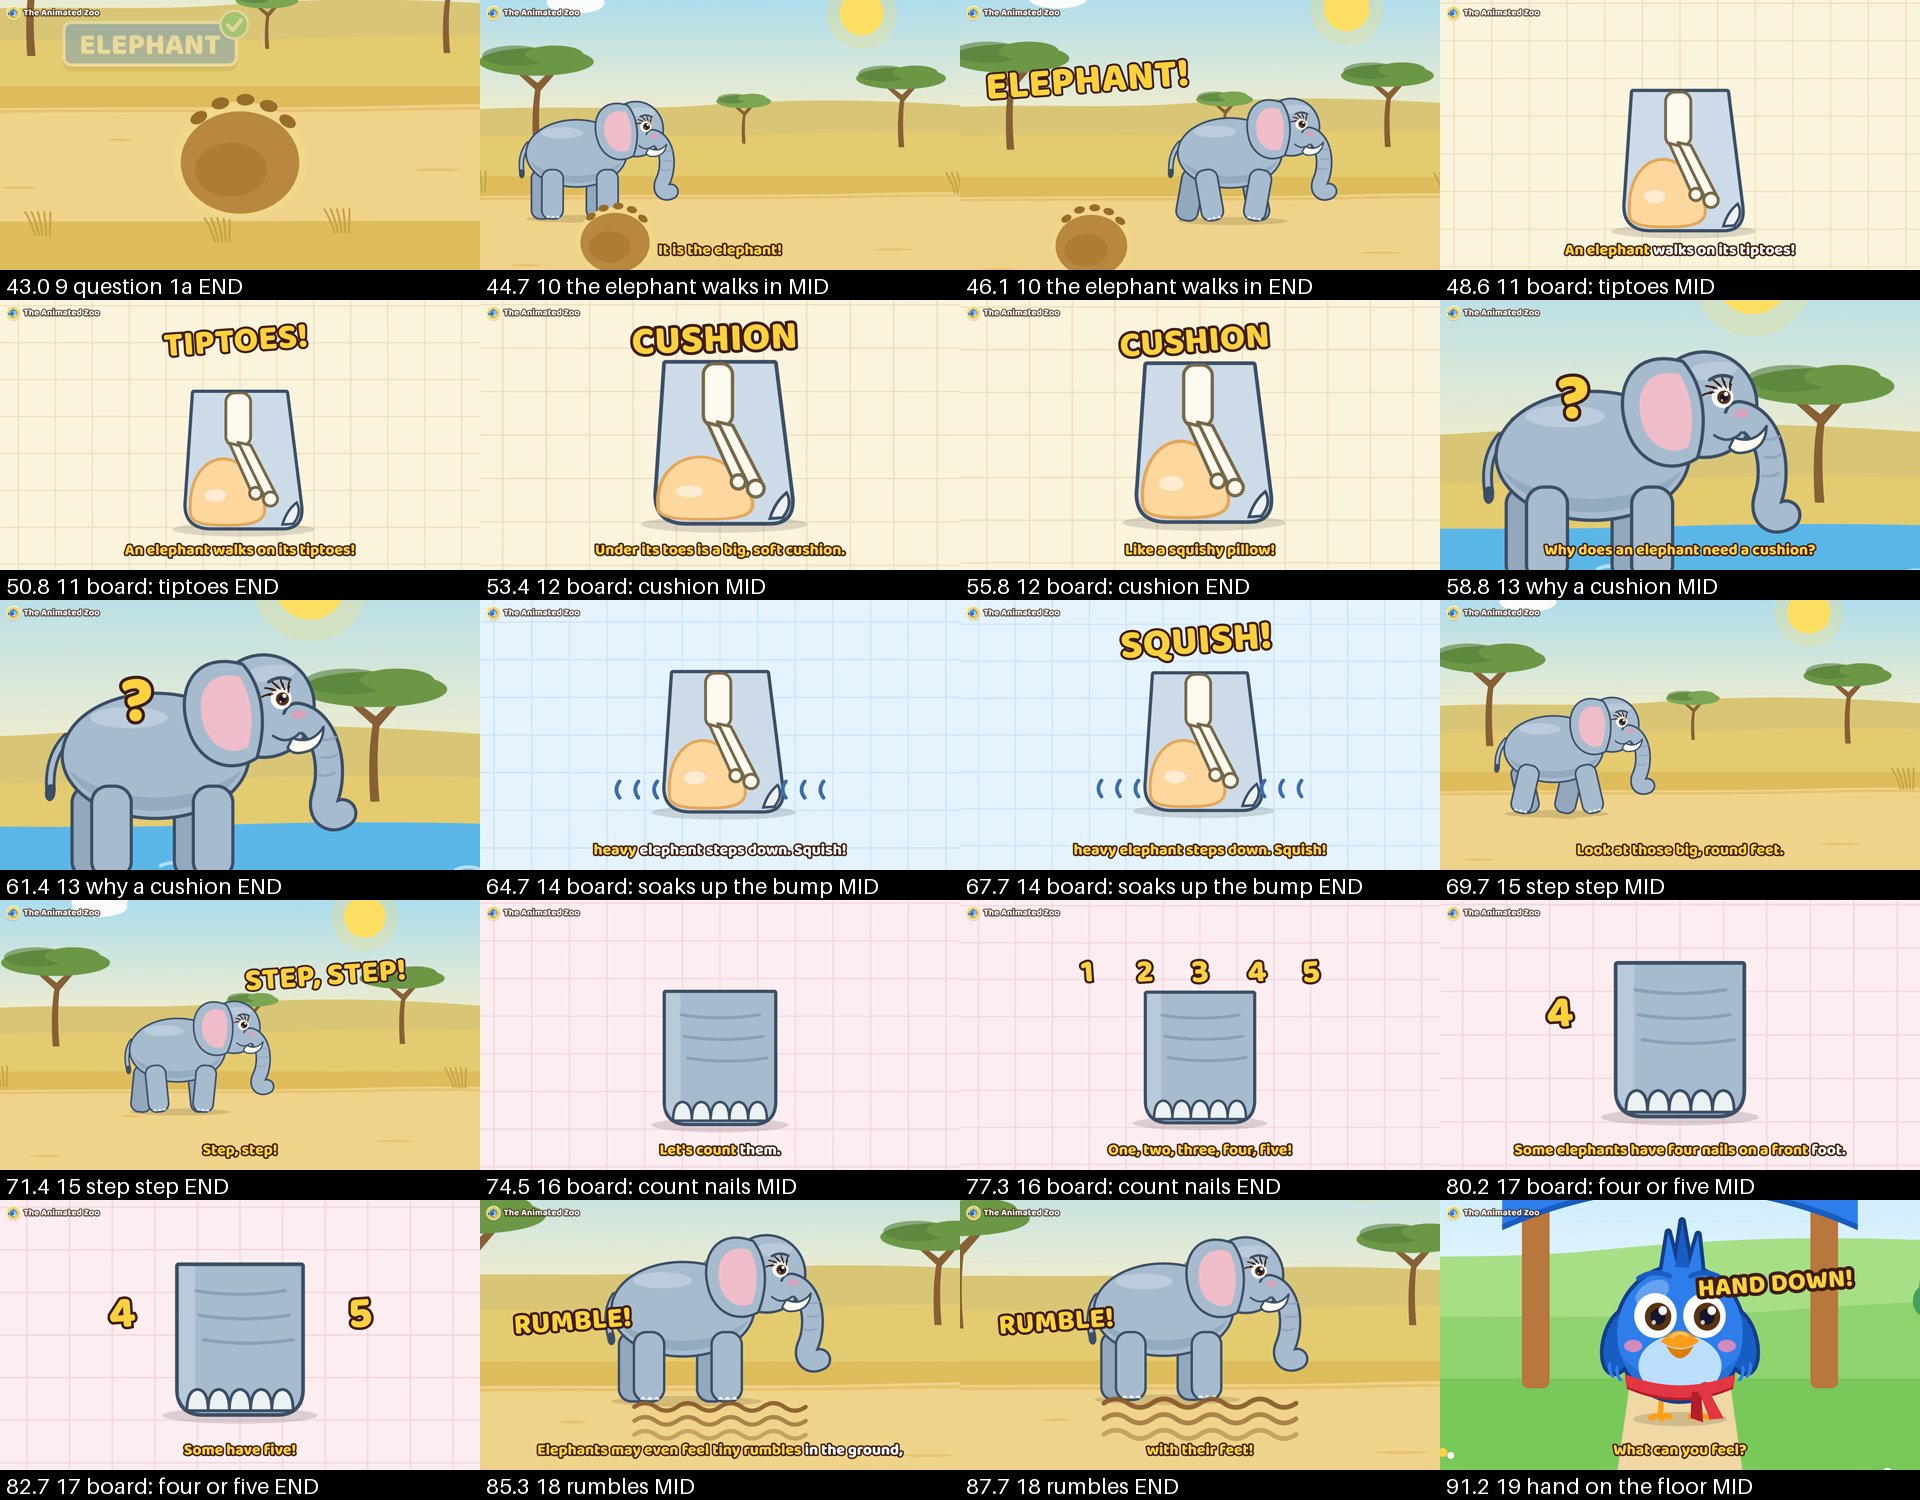 The Animated Zoo
ELEPHANT
43.0 9 question 1a END
The Animated Zoo
It is the elephant!
44.7 10 the elephant walks in MID
The Animated Zoo
ELEPHANT!
46.1 10 the elephant walks in END
The Animated Zoo
An elephant walks on its tiptoes!
48.6 11 board: tiptoes MID
The Animated Zoo
TIPTOES!
An elephant walks on its tiptoes!
50.8 11 board: tiptoes END
The Animated Zoo
CUSHION
Under its toes is a big, soft cushion.
53.4 12 board: cushion MID
The Animated Zoo
CUSHION
Like a squishy pillow!
55.8 12 board: cushion END
The Animated Zoo
?
Why does an elephant need a cushion?
58.8 13 why a cushion MID
The Animated Zoo
?
61.4 13 why a cushion END
The Animated Zoo
heavy elephant steps down. Squish!
64.7 14 board: soaks up the bump MID
The Animated Zoo
SQUISH!
heavy elephant steps down. Squish!
67.7 14 board: soaks up the bump END
The Animated Zoo
Look at those big, round feet.
69.7 15 step step MID
The Animated Zoo
STEP, STEP!
Step, step!
71.4 15 step step END
The Animated Zoo
Let's count them.
74.5 16 board: count nails MID
The Animated Zoo
1 2 3 4 5
One, two, three, four, five!
77.3 16 board: count nails END
The Animated Zoo
4
Some elephants have four nails on a front foot.
80.2 17 board: four or five MID
The Animated Zoo
4 5
Some have five!
82.7 17 board: four or five END
The Animated Zoo
RUMBLE!
Elephants may even feel tiny rumbles in the ground,
85.3 18 rumbles MID
The Animated Zoo
RUMBLE!
with their feet!
87.7 18 rumbles END
The Animated Zoo
HAND DOWN!
What can you feel?
91.2 19 hand on the floor MID